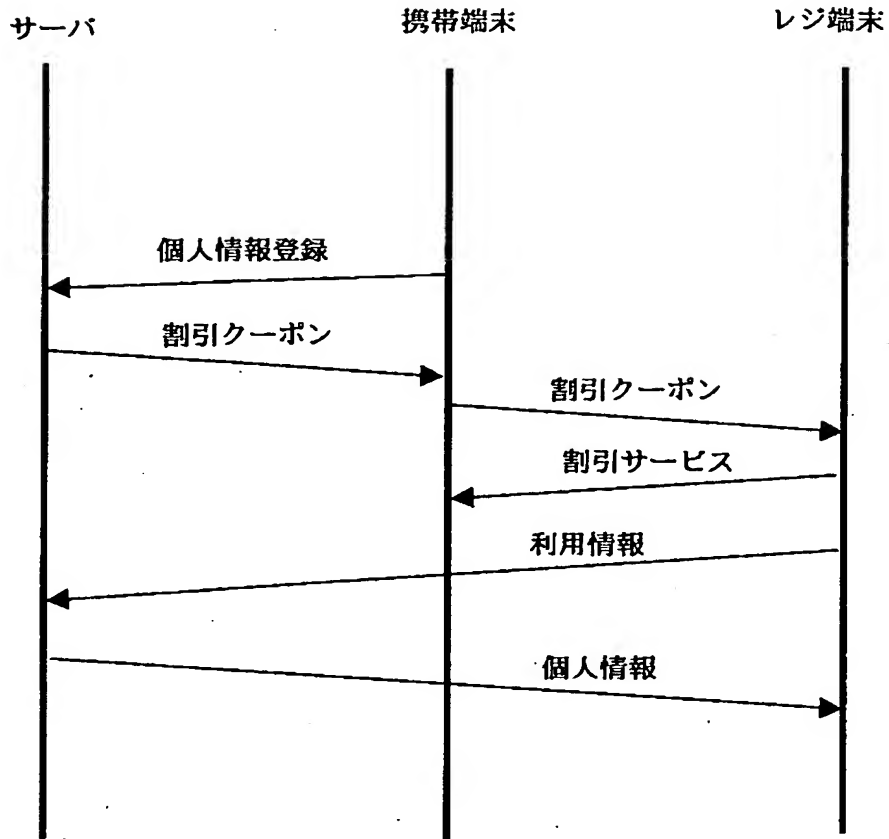 サーバ
携帯端末
レジ端末
個人情報登録
割引クーポン
割引クーポン
割引サービス
利用情報
個人情報